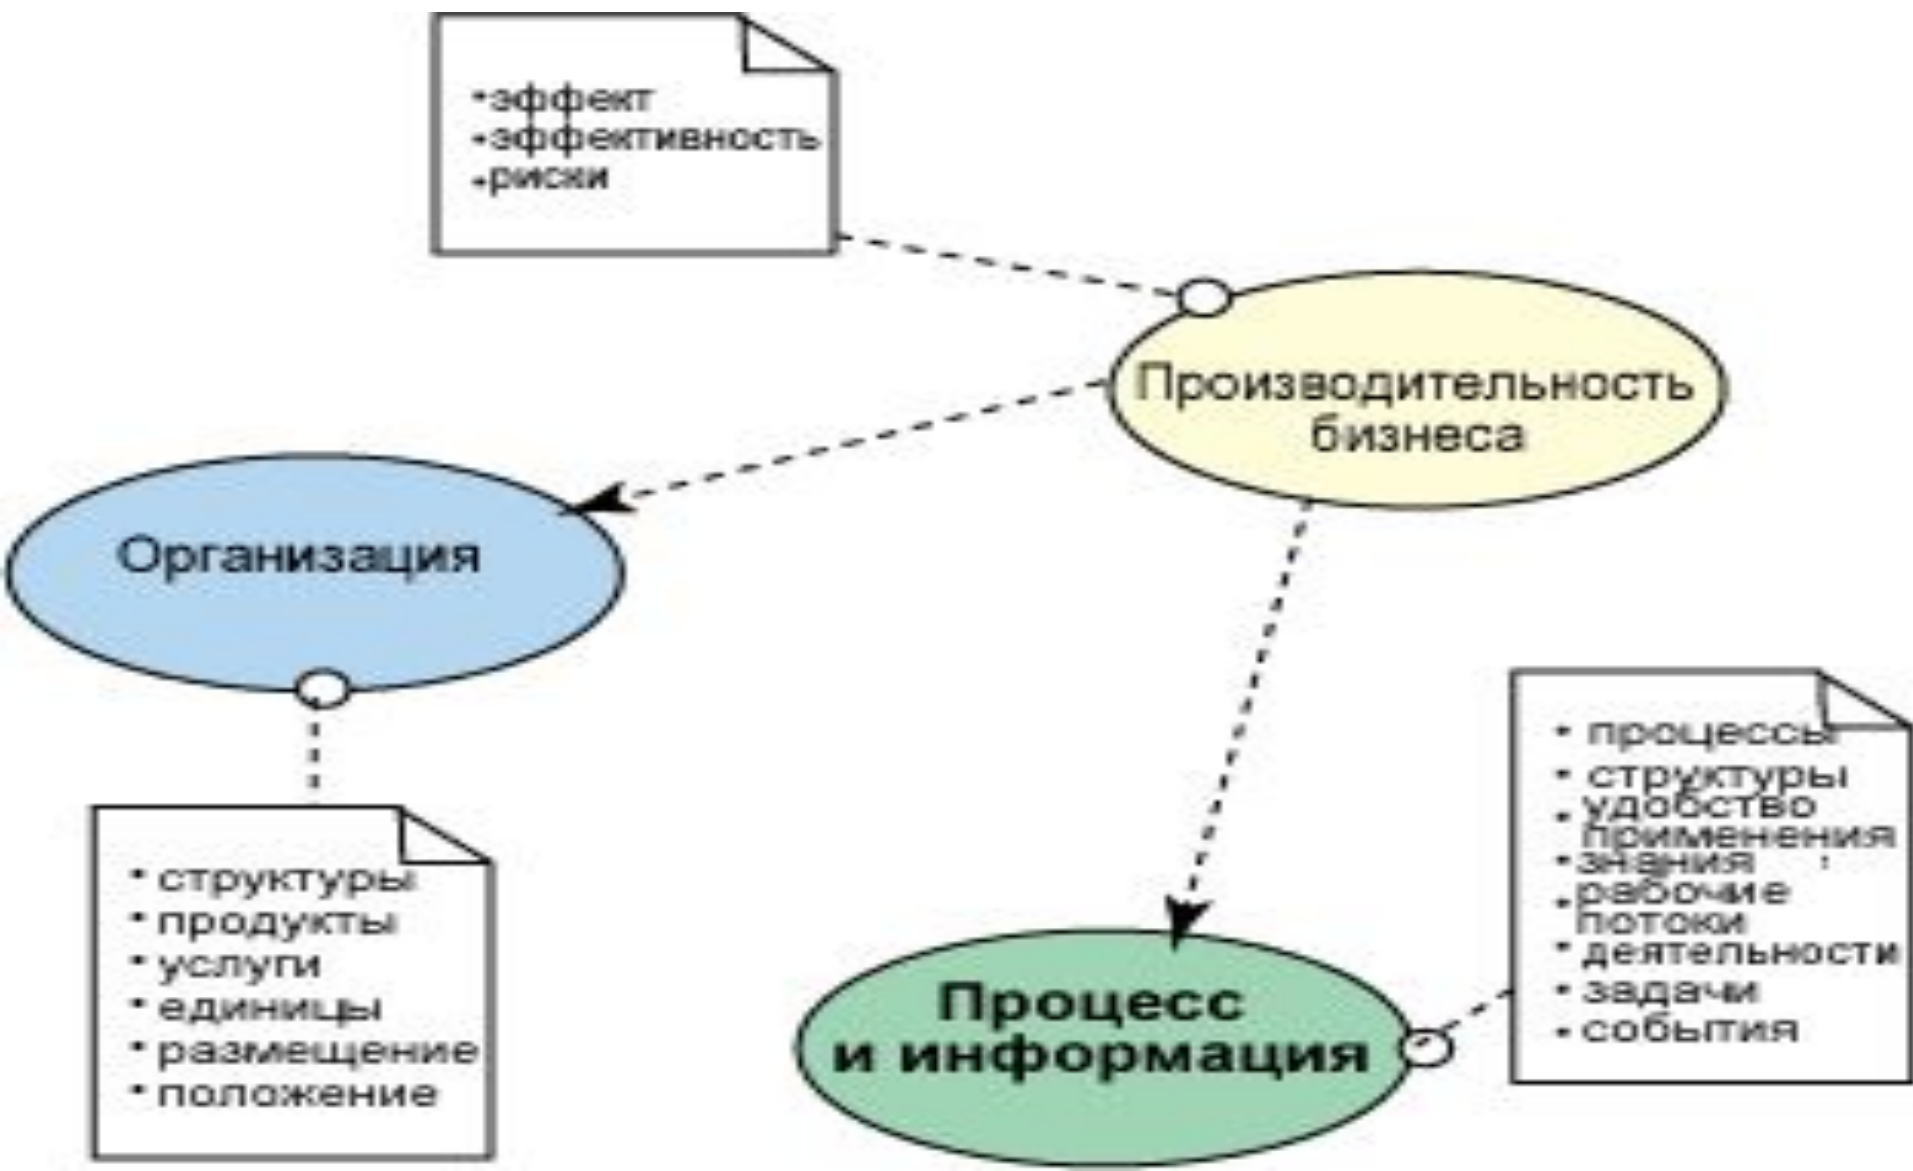 •эффект
•эффективность
•риски
Производительность
бизнеса
Организация
• структуры
• продукты
• услуги
• единицы
• размещение
• положение
Процесс
и информация
• процессы
• структуры
• удобство
применения
• знания
• рабочие
потоки
• деятельности
• задачи
• события